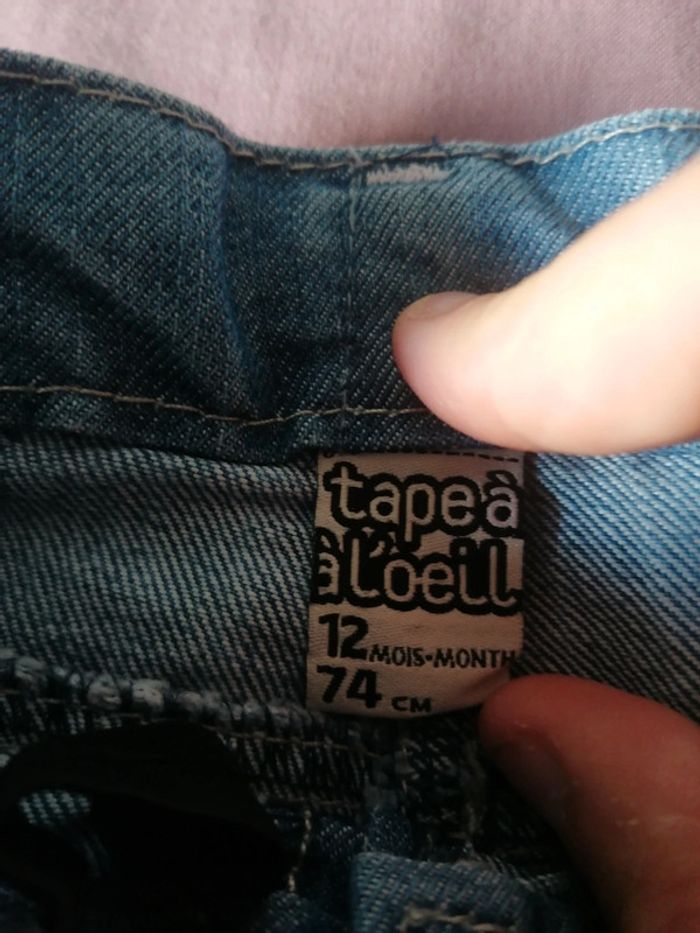 tape à
à l'oeil
12 MOIS-MONTH
74 CM